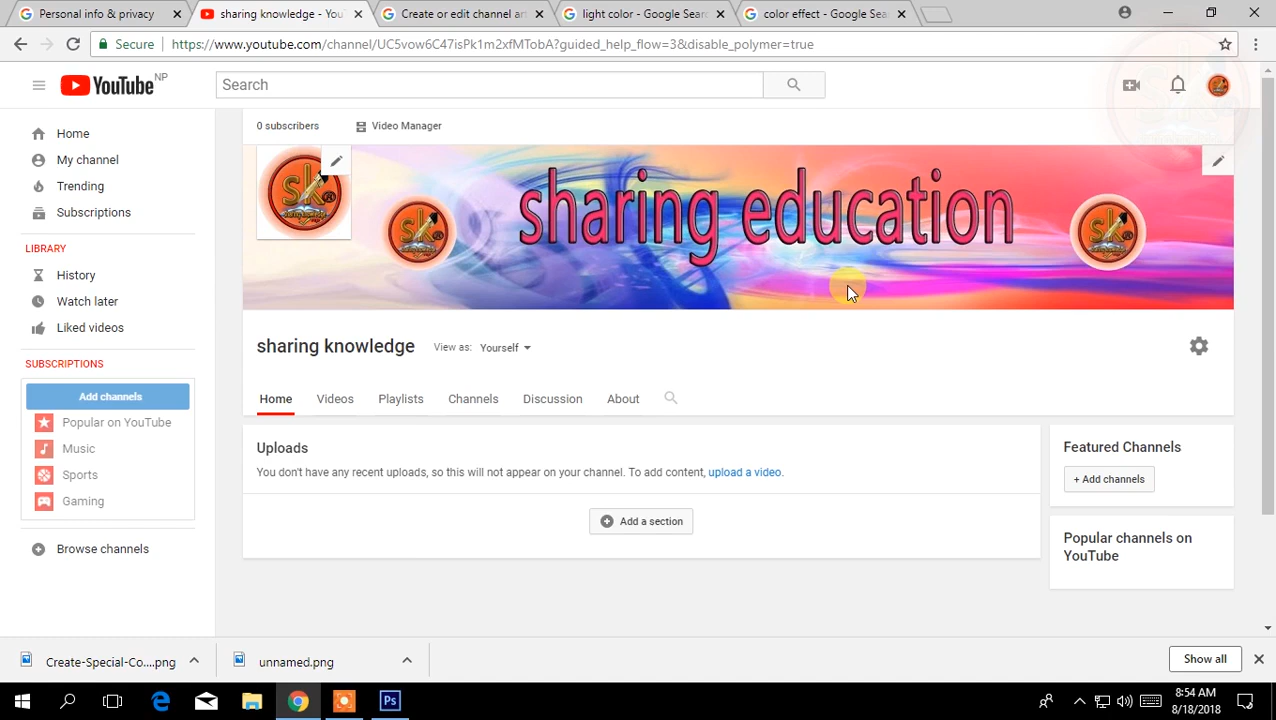 Personal info & privacy
sharing knowledge - You
Create or edit channel art
light color - Google Sear
color effect - Google Sea
Secure
https://www.youtube.com/channel/UC5vow6C47isPk1m2xfMTobA?guided_help_flow=3&disable_polymer=true
YouTube NP
Search
Home
My channel
Trending
Subscriptions
LIBRARY
History
Watch later
Liked videos
SUBSCRIPTIONS
Add channels
Popular on YouTube
Music
Sports
Gaming
Browse channels
0 subscribers
Video Manager
sk®
sk®
sharing education
sk®
sharing knowledge
View as: Yourself
Home Videos Playlists Channels Discussion About
Uploads
You don't have any recent uploads, so this will not appear on your channel. To add content, upload a video.
Add a section
Featured Channels
+ Add channels
Popular channels on
YouTube
Create-Special-Co....png
unnamed.png
Show all
Ps
8:54 AM
8/18/2018